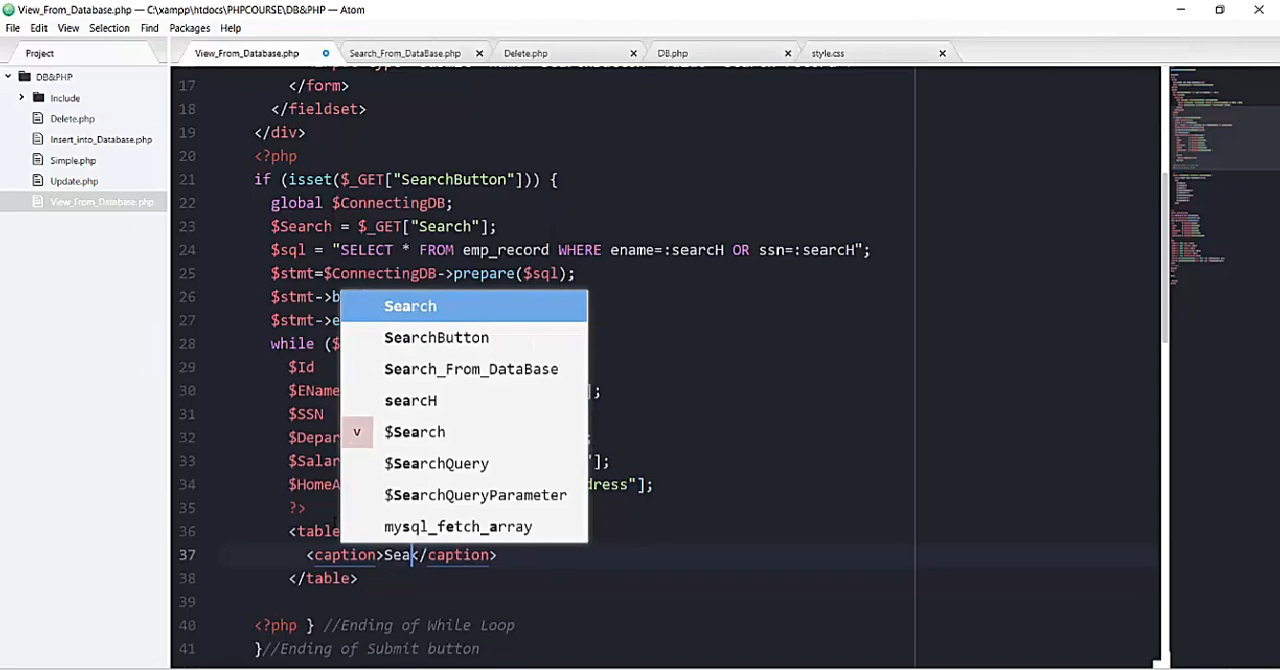 View_From_Database.php — C:\xampp\htdocs\PHPCOURSE\DB&PHP — Atom
File Edit View Selection Find Packages Help
Project
View_From_Database.php
Search_From_DataBase.php
Delete.php
DB.php
style.css
DB&PHP
Include
Delete.php
Insert_into_Database.php
Simple.php
Update.php
View_From_Database.php
17 </form>
18 </fieldset>
19 </div>
20 <?php
21 if (isset($_GET["SearchButton"])) {
22 global $ConnectingDB;
23 $Search = $_GET["Search"];
24 $sql = "SELECT * FROM emp_record WHERE ename=:searcH OR ssn=:searcH";
25 $stmt=$ConnectingDB->prepare($sql);
26 $stmt->b
27 $stmt->e
28 while ($
29 $Id
30 $EName ];
31 $SSN
32 $Depar ;
33 $Salar "];
34 $HomeA dress"];
35 ?>
36 <table
37 <caption>Sea</caption>
38 </table>
39
40 <?php } //Ending of While Loop
41 }//Ending of Submit button
Search
SearchButton
Search_From_DataBase
searcH
v $Search
$SearchQuery
$SearchQueryParameter
mysql_fetch_array